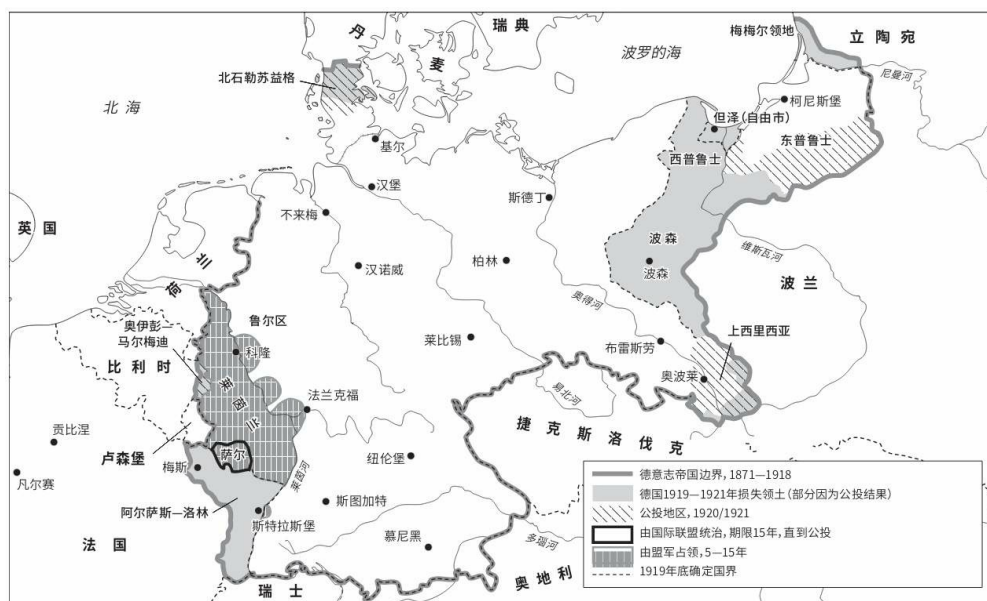 丹麦
瑞典
波罗的海
梅梅尔领地
立陶宛
尼曼河
北石勒苏益格
北海
柯尼斯堡
但泽(自由市)
东普鲁士
西普鲁士
基尔
汉堡
斯德丁
不来梅
英国
荷兰
汉诺威
柏林
波森
波森
维斯瓦河
波兰
奥得河
鲁尔区
奥伊彭—
马尔梅迪
科隆
莱比锡
布雷斯劳
上西里西亚
比利时
莱茵兰
法兰克福
奥波莱
易北河
捷克斯洛伐克
贡比涅
卢森堡
萨尔
纽伦堡
梅斯
莱茵河
凡尔赛
斯图加特
阿尔萨斯—洛林
斯特拉斯堡
法国
慕尼黑
多瑙河
瑞士
奥地利
德意志帝国边界,1871—1918
德国1919—1921年损失领土(部分因为公投结果)
公投地区,1920/1921
由国际联盟统治,期限15年,直到公投
由盟军占领,5—15年
1919年底确定国界